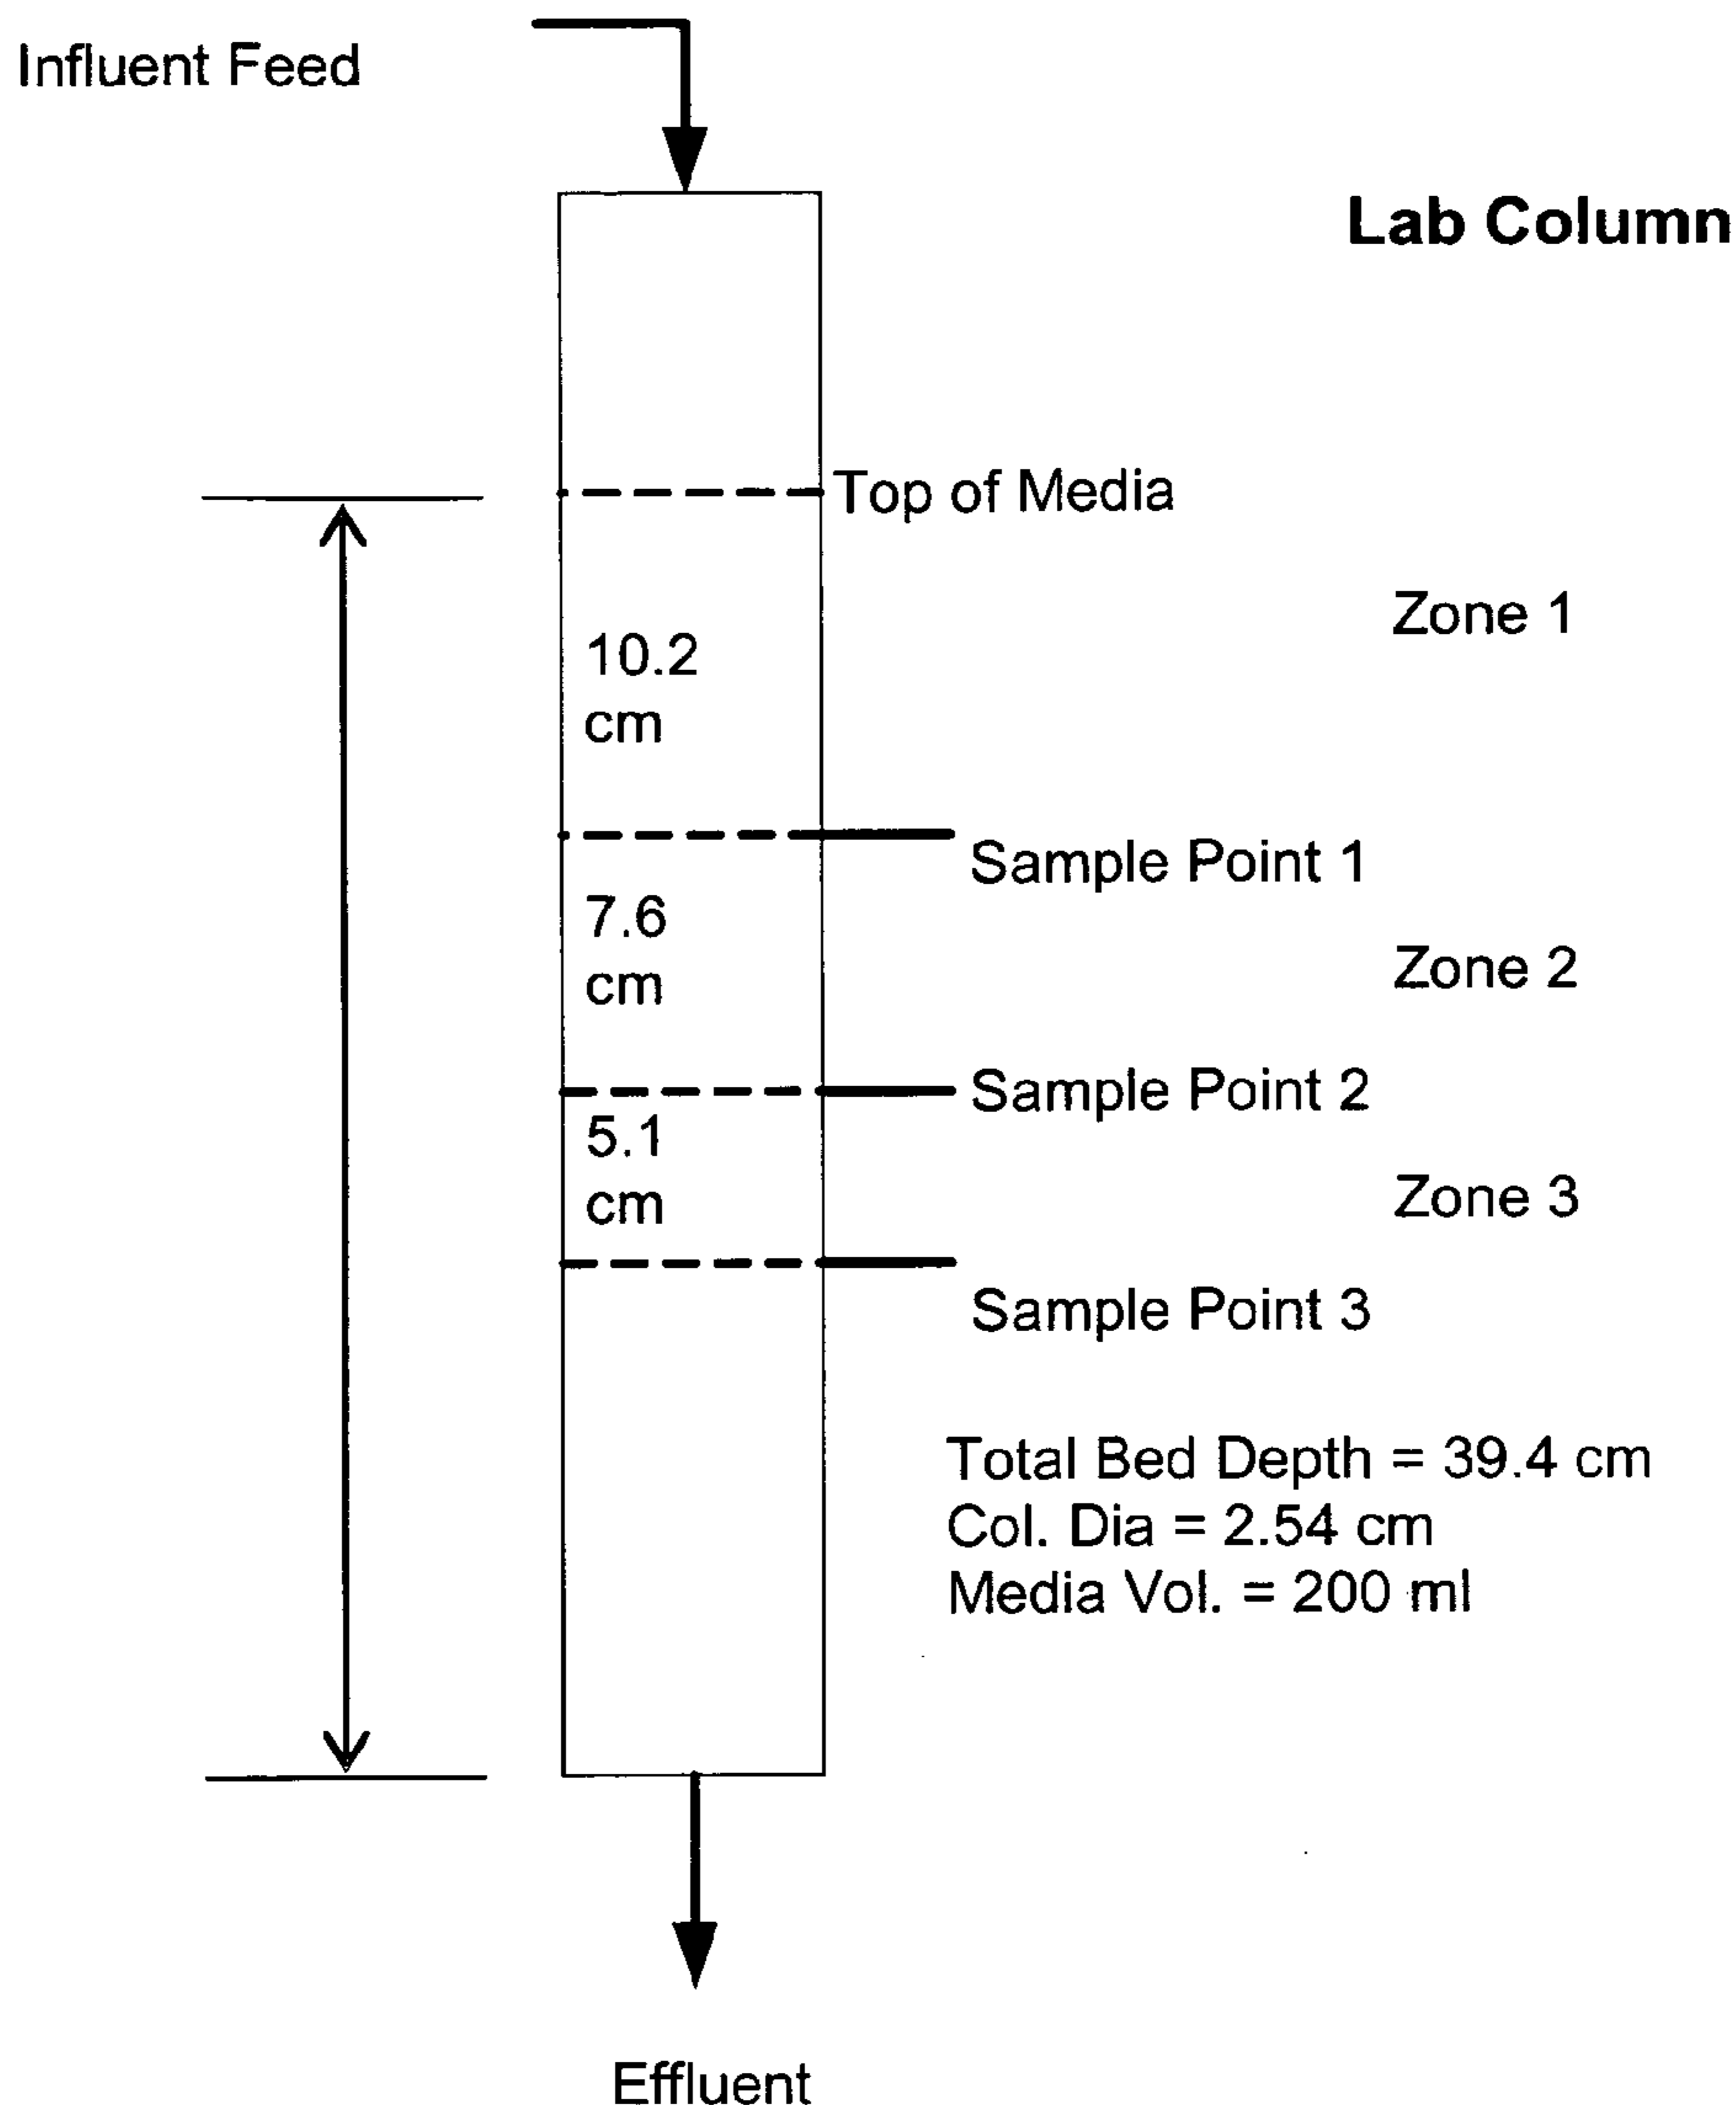 Influent Feed
Lab Column
Top of Media
Zone 1
10.2
cm
Sample Point 1
7.6
cm
Zone 2
Sample Point 2
5.1
cm
Zone 3
Sample Point 3
Total Bed Depth = 39.4 cm
Col. Dia = 2.54 cm
Media Vol. = 200 ml
Effluent